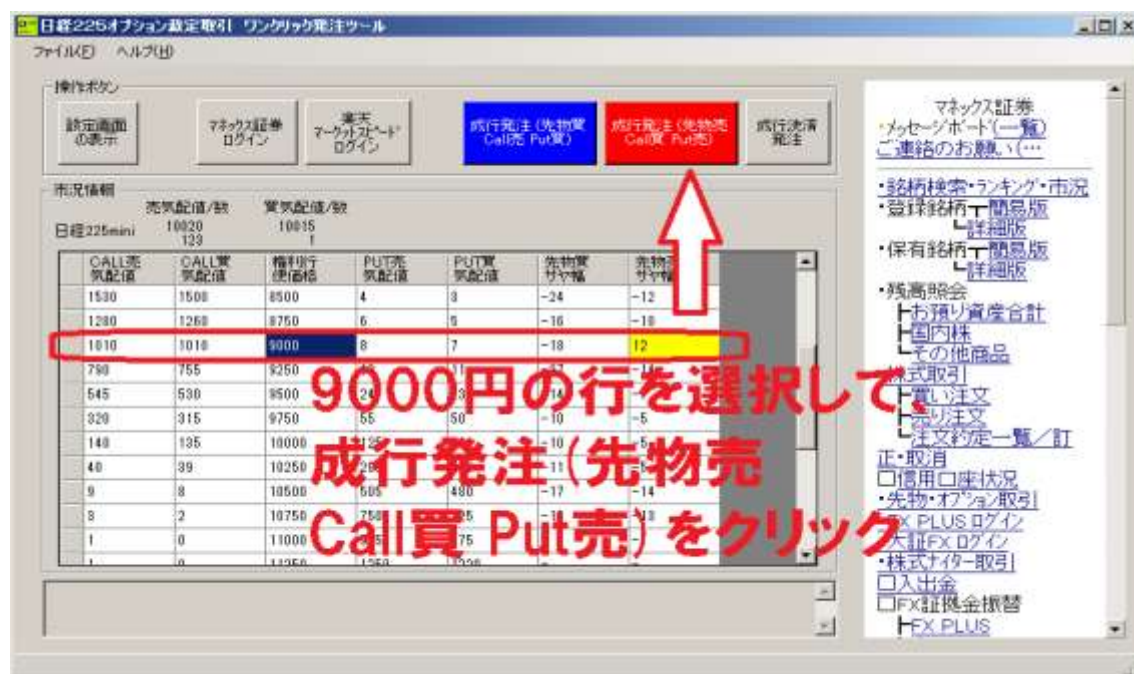 日経225オプション裁定取引 ワンクリック発注ツール
ファイル(F) ヘルプ(H)
操作ボタン
設定画面の表示
マネックス証券ログイン
楽天マーケットスピードログイン
成行発注(先物買 Call売 Put買)
成行発注(先物売 Call買 Put売)
成行決済発注
市況情報
売気配値/数 買気配値/数
日経225mini 10020 10015
123 1
CALL売気配値 CALL買気配値 権利行使価格 PUT売気配値 PUT買気配値 先物買サヤ幅
1530 1500 8500 4 3 -24 -12
1280 1260 8750 6 5 -16 -10
1010 1010 9000 8 7 -18 12
790 755 9250
545 530 9500
320 315 9750 55 50 -10 -5
140 135 10000
40 39 10250
9 8 10500 505 480 -17 -14
3 2 10750
1 0 11000
9000円の行を選択して、
成行発注(先物売
Call買 Put売)をクリック
マネックス証券
・メッセージボード(一覧)
ご連絡のお願い(…
・銘柄検索・ランキング・市況
・登録銘柄┬簡易版
┗詳細版
・保有銘柄┬簡易版
┗詳細版
・残高照会
┣お預り資産合計
┣国内株
┗その他商品
株式取引
┣買い注文
┣売り注文
┗注文約定一覧/訂
正・取消
□信用口座状況
・先物・オプション取引
FX PLUS ログイン
大証FX ログイン
・株式ナイター取引
□入出金
□FX証拠金振替
┣FX PLUS